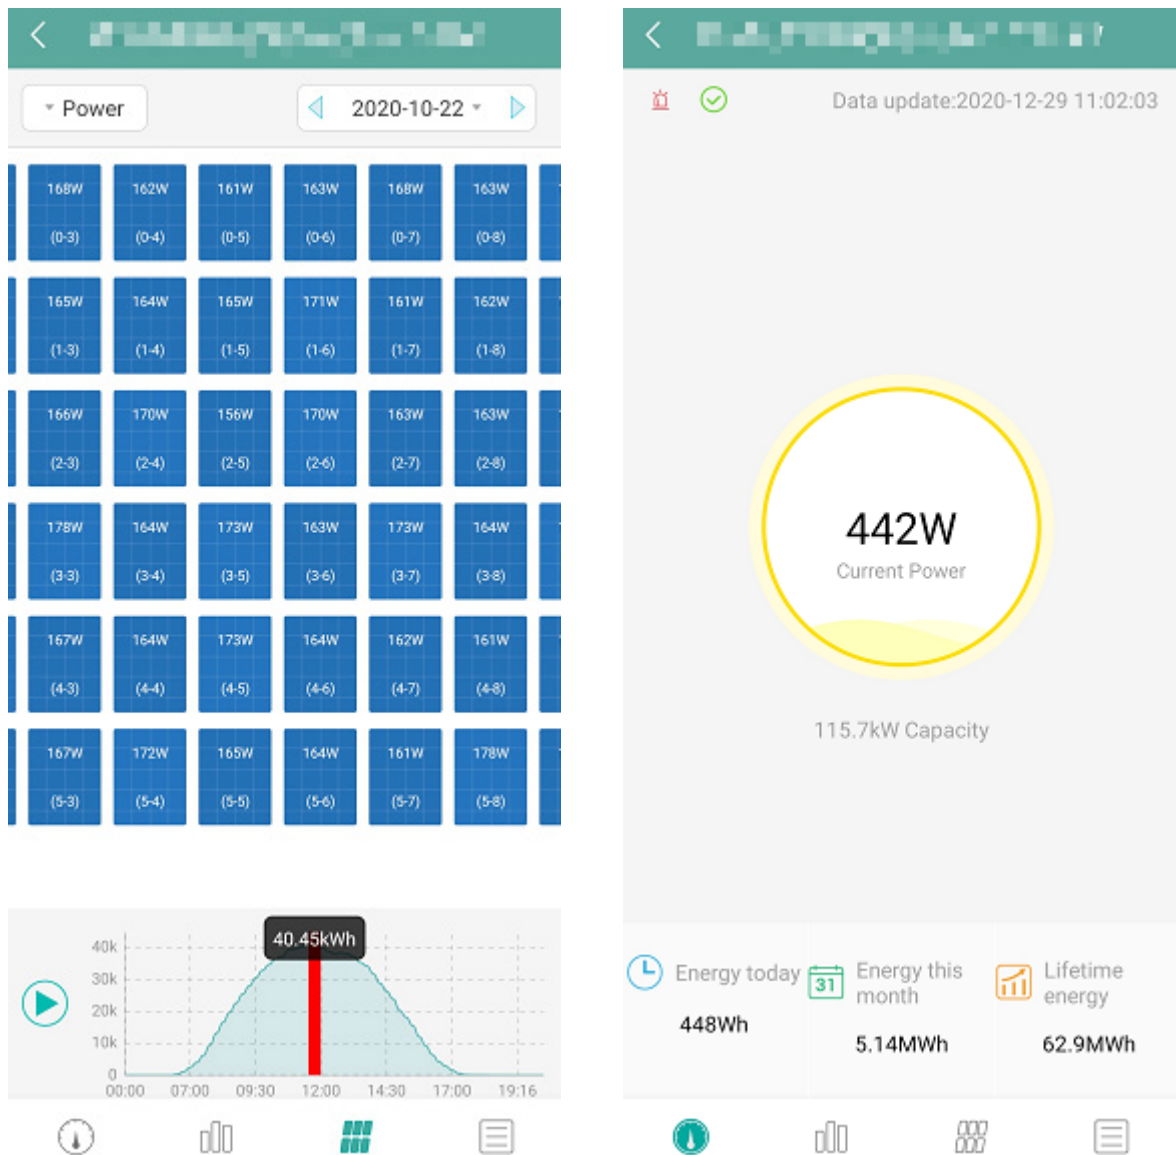 Power
2020-10-22
168W 162W 161W 163W 168W 163W
(0-3) (0-4) (0-5) (0-6) (0-7) (0-8)
165W 164W 165W 171W 161W 162W
(1-3) (1-4) (1-5) (1-6) (1-7) (1-8)
166W 170W 156W 170W 163W 163W
(2-3) (2-4) (2-5) (2-6) (2-7) (2-8)
178W 164W 173W 163W 173W 164W
(3-3) (3-4) (3-5) (3-6) (3-7) (3-8)
167W 164W 173W 164W 162W 161W
(4-3) (4-4) (4-5) (4-6) (4-7) (4-8)
167W 172W 165W 164W 161W 178W
(5-3) (5-4) (5-5) (5-6) (5-7) (5-8)
40.45kWh
40k
30k
20k
10k
0
00:00 07:00 09:30 12:00 14:30 17:00 19:16
Data update:2020-12-29 11:02:03
442W
Current Power
115.7kW Capacity
Energy today
448Wh
31
Energy this
month
5.14MWh
Lifetime
energy
62.9MWh